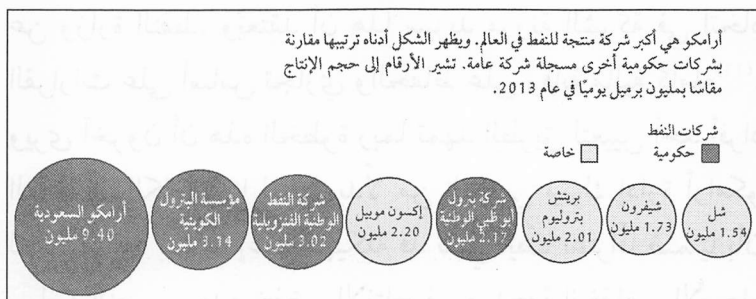 أرامكو هي أكبر شركة منتجة للنفط في العالم. ويظهر الشكل أدناه ترتيبها مقارنة
بشركات حكومية أخرى مسجلة شركة عامة. تشير الأرقام إلى حجم الإنتاج
مقاسًا بمليون برميل يوميًا في عام 2013.
شركات النفط
حكومية
خاصة
أرامكو السعودية
9.40 مليون
مؤسسة البترول
الكويتية
3.14 مليون
شركة النفط
الوطنية الفنزويلية
3.02 مليون
إكسون موبيل
2.20 مليون
شركة بترول
أبو ظبي الوطنية
2.17 مليون
بريتش
بتروليوم
2.01 مليون
شيفرون
1.73 مليون
شل
1.54 مليون